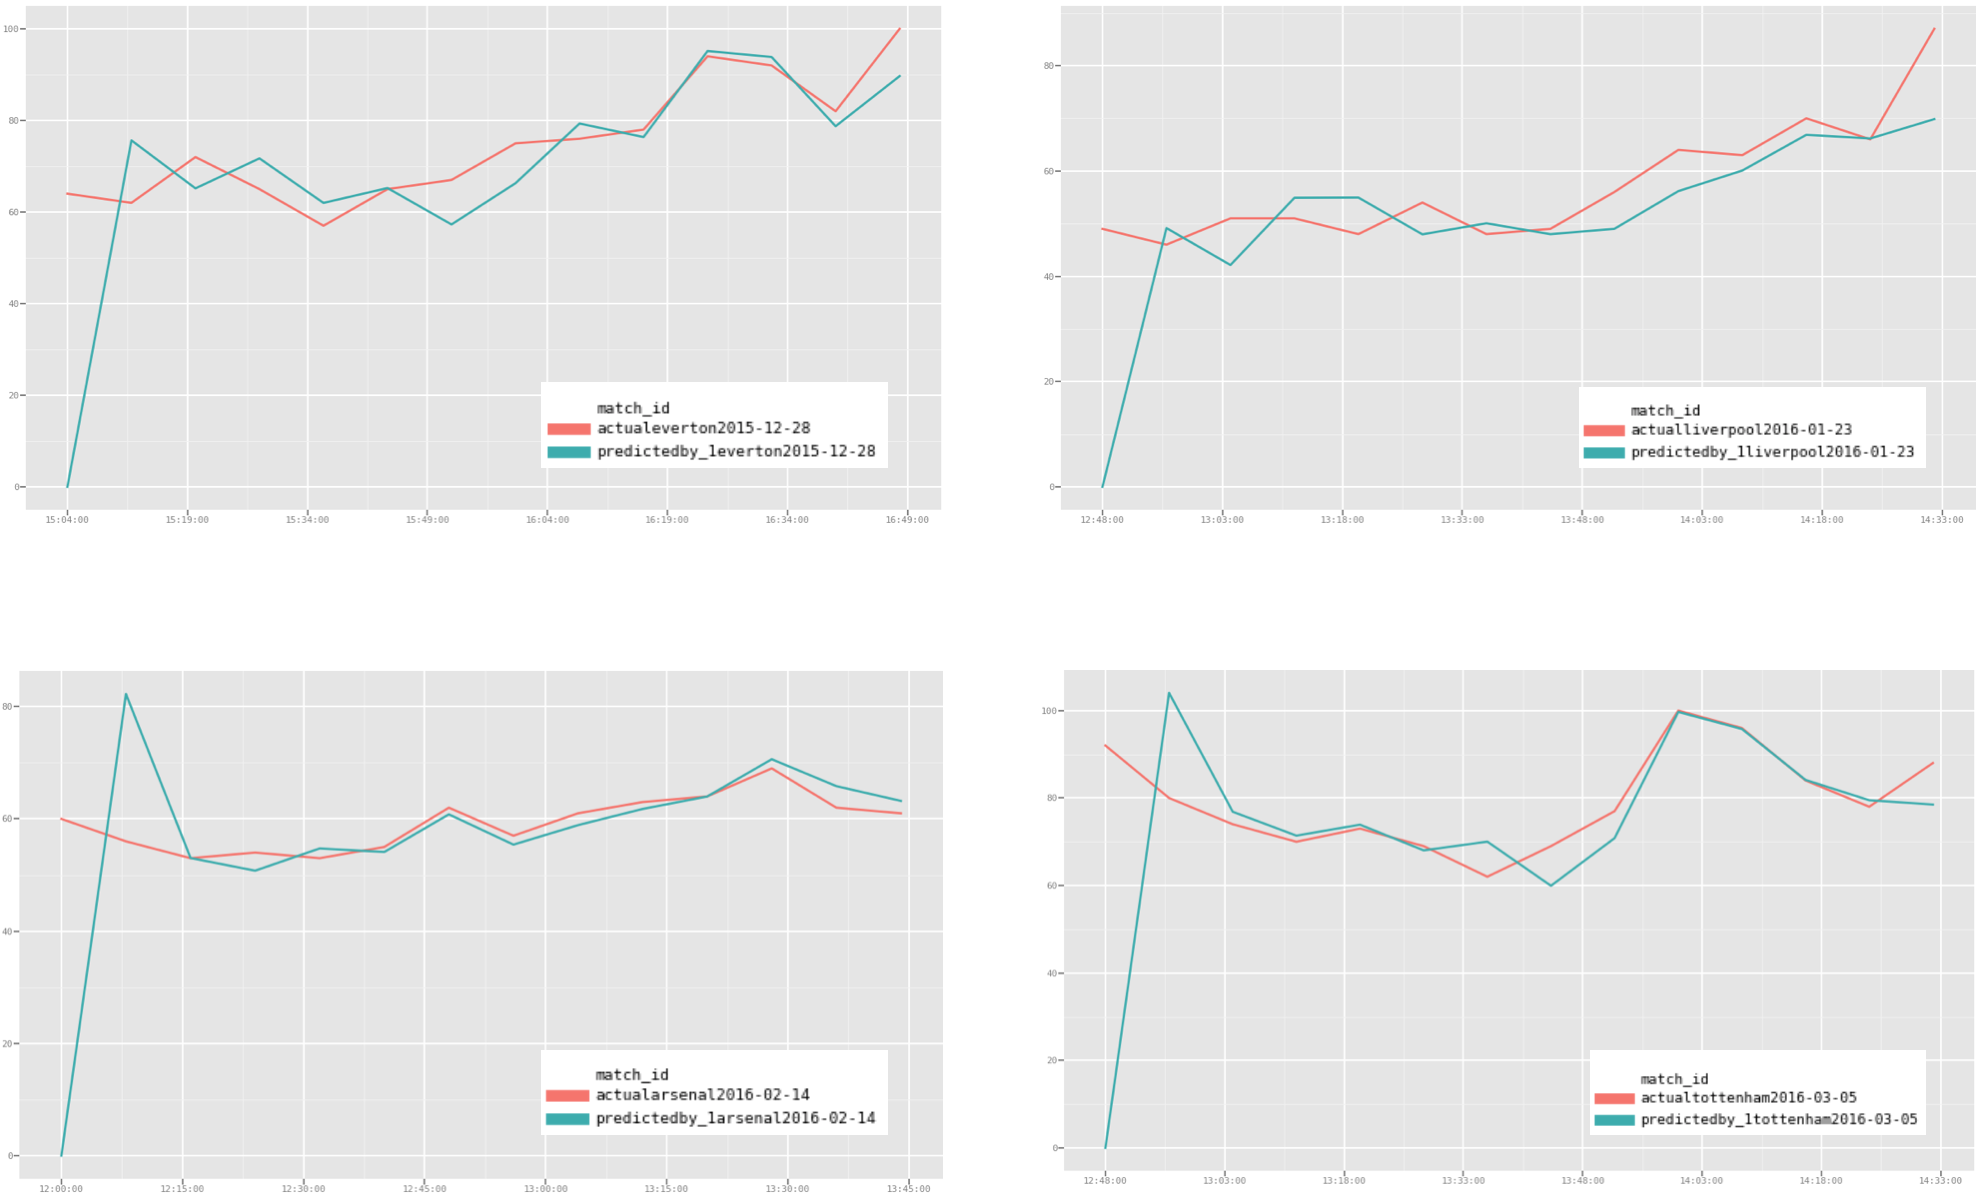 100
80
60
40
20
0
15:04:00 15:19:00 15:34:00 15:49:00 16:04:00 16:19:00 16:34:00 16:49:00
match_id
actualeverton2015-12-28
predictedby_1everton2015-12-28
80
60
40
20
0
12:48:00 13:03:00 13:18:00 13:33:00 13:48:00 14:03:00 14:18:00 14:33:00
match_id
actualliverpool2016-01-23
predictedby_1liverpool2016-01-23
80
60
40
20
0
12:00:00 12:15:00 12:30:00 12:45:00 13:00:00 13:15:00 13:30:00 13:45:00
match_id
actualarsenal2016-02-14
predictedby_1arsenal2016-02-14
100
80
60
40
20
0
12:48:00 13:03:00 13:18:00 13:33:00 13:48:00 14:03:00 14:18:00 14:33:00
match_id
actualtottenham2016-03-05
predictedby_1tottenham2016-03-05